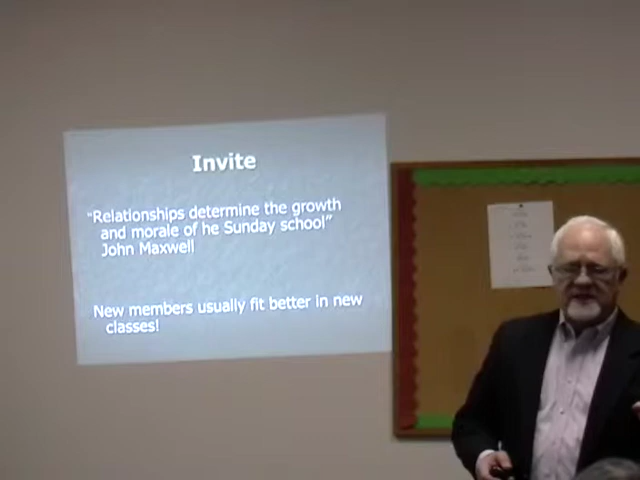 Invite
"Relationships determine the growth
and morale of he Sunday school"
John Maxwell
New members usually fit better in new
classes!